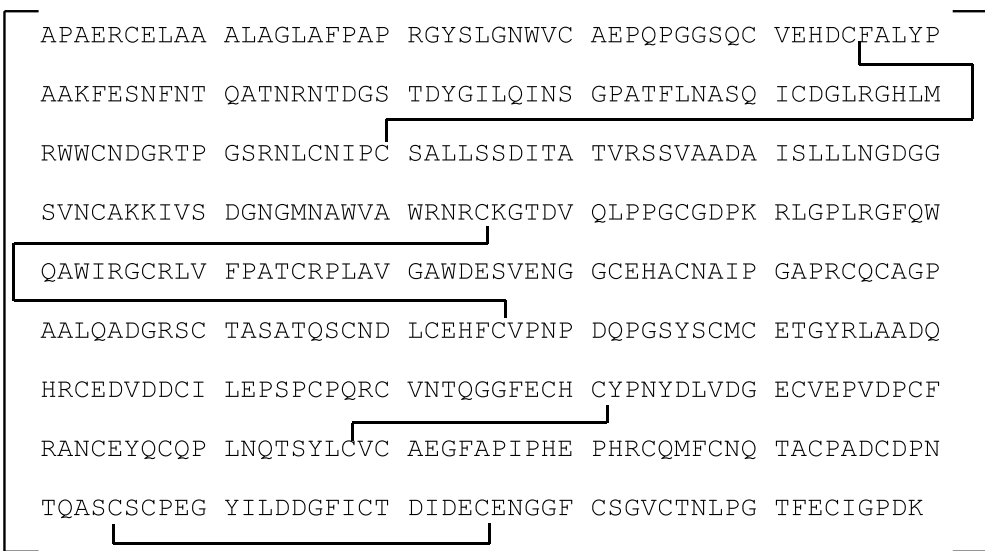 APAERCELAA ALAGLAFPAP RGYSLGNWVC AEPQPGGSQC VEHDCFALYP
AAKFESNFNT QATNRNTDGS TDYGILQINS GPATFLNASQ ICDGLRGHLM
RWWCNDGRTP GSRNLCNIPC SALLSSDITA TVRSSVAADA ISLLLNGDGG
SVNCAKKIVS DGNGMNAWVA WRNRCKGTDV QLPPGCGDPK RLGPLRGFQW
QAWIRGCRLV FPATCRPLAV GAWDESVENG GCEHACNAIP GAPRCQCAGP
AALQADGRSC TASATQSCND LCEHFCVPNP DQPGSYSCMC ETGYRLAADQ
HRCEDVDDCI LEPSPCPQRC VNTQGGFECH CYPNYDLVDG ECVEPVDPCF
RANCEYQCQP LNQTSYLCVC AEGFAPIPHE PHRCQMFCNQ TACPADCDPN
TQASCSCPEG YILDDGFICT DIDECENGGF CSGVCTNLPG TFECIGPDK